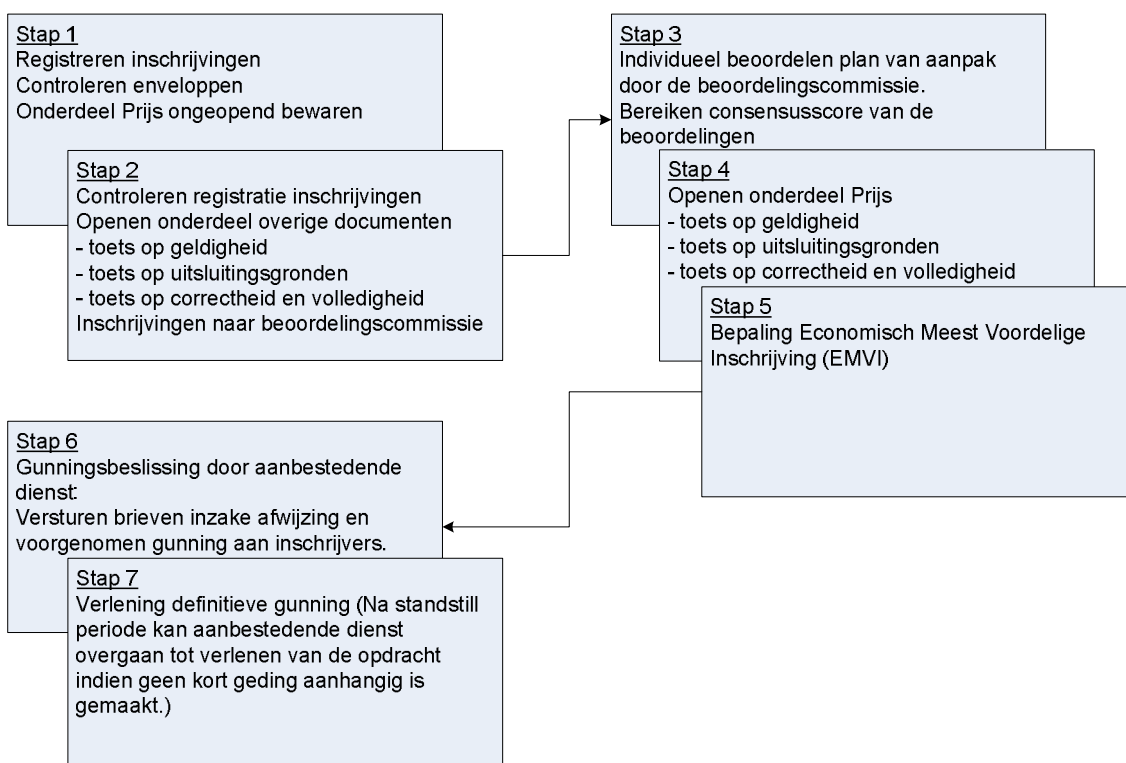 Stap 1
Registreren inschrijvingen
Controleren enveloppen
Onderdeel Prijs ongeopend bewaren
Stap 2
Controleren registratie inschrijvingen
Openen onderdeel overige documenten
- toets op geldigheid
- toets op uitsluitingsgronden
- toets op correctheid en volledigheid
Inschrijvingen naar beoordelingscommissie
Stap 3
Individueel beoordelen plan van aanpak
door de beoordelingscommissie.
Bereiken consensusscore van de
beoordelingen
Stap 4
Openen onderdeel Prijs
- toets op geldigheid
- toets op uitsluitingsgronden
- toets op correctheid en volledigheid
Stap 5
Bepaling Economisch Meest Voordelige
Inschrijving (EMVI)
Stap 6
Gunningsbeslissing door aanbestedende
dienst:
Versturen brieven inzake afwijzing en
voorgenomen gunning aan inschrijvers.
Stap 7
Verlening definitieve gunning (Na standstill
periode kan aanbestedende dienst
overgaan tot verlenen van de opdracht
indien geen kort geding aanhangig is
gemaakt.)